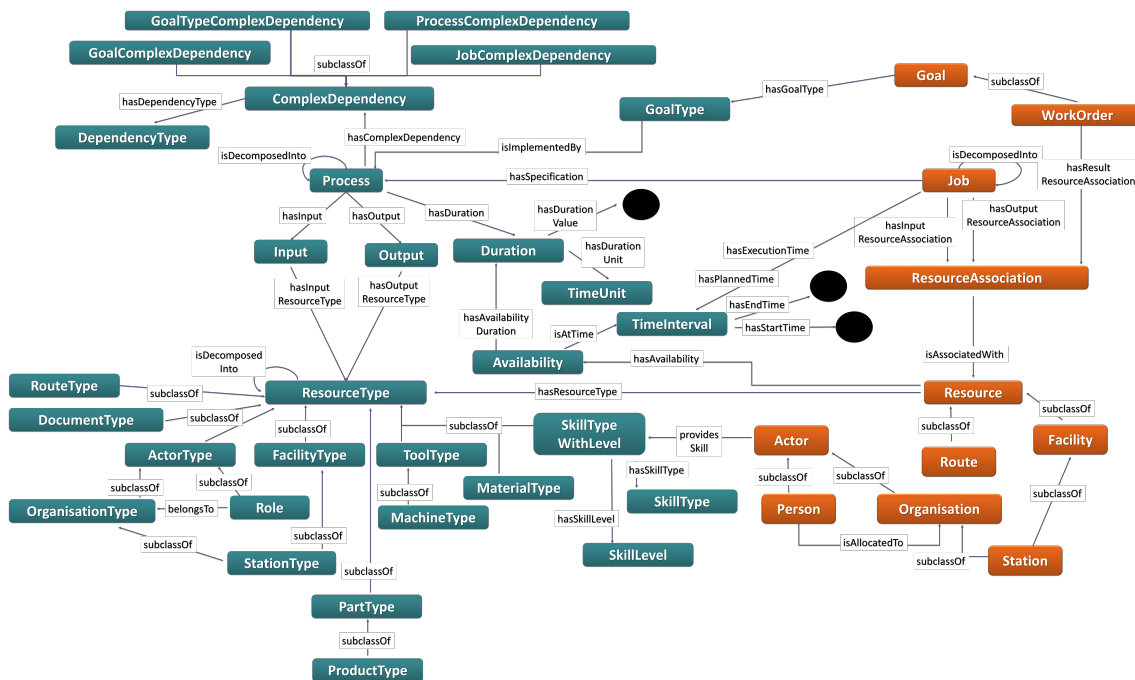 GoalTypeComplexDependency
ProcessComplexDependency
GoalComplexDependency
JobComplexDependency
subclassOf
Goal
hasGoalType
subclassOf
hasDependencyType
ComplexDependency
GoalType
WorkOrder
DependencyType
hasComplexDependency
isImplementedBy
isDecomposedInto
isDecomposedInto
hasResult
ResourceAssociation
Process
hasSpecification
Job
hasInput
hasOutput
hasDuration
hasDuration
Value
hasInput
ResourceAssociation
hasOutput
ResourceAssociation
Input
Output
Duration
hasDuration
Unit
hasExecutionTime
hasInput
ResourceType
hasOutput
ResourceType
TimeUnit
hasPlannedTime
ResourceAssociation
hasEndTime
hasAvailability
Duration
TimeInterval
hasStartTime
isAtTime
isDecomposed
Into
Availability
hasAvailability
isAssociatedWith
RouteType
subclassOf
ResourceType
hasResourceType
Resource
DocumentType
subclassOf
subclassOf
subclassOf
SkillType
WithLevel
provides
Skill
Actor
subclassOf
subclassOf
Facility
ActorType
FacilityType
ToolType
hasSkillType
Route
subclassOf
subclassOf
subclassOf
MaterialType
SkillType
subclassOf
subclassOf
subclassOf
OrganisationType
belongsTo
Role
subclassOf
MachineType
hasSkillLevel
Person
Organisation
subclassOf
isAllocatedTo
StationType
subclassOf
SkillLevel
subclassOf
Station
PartType
subclassOf
ProductType